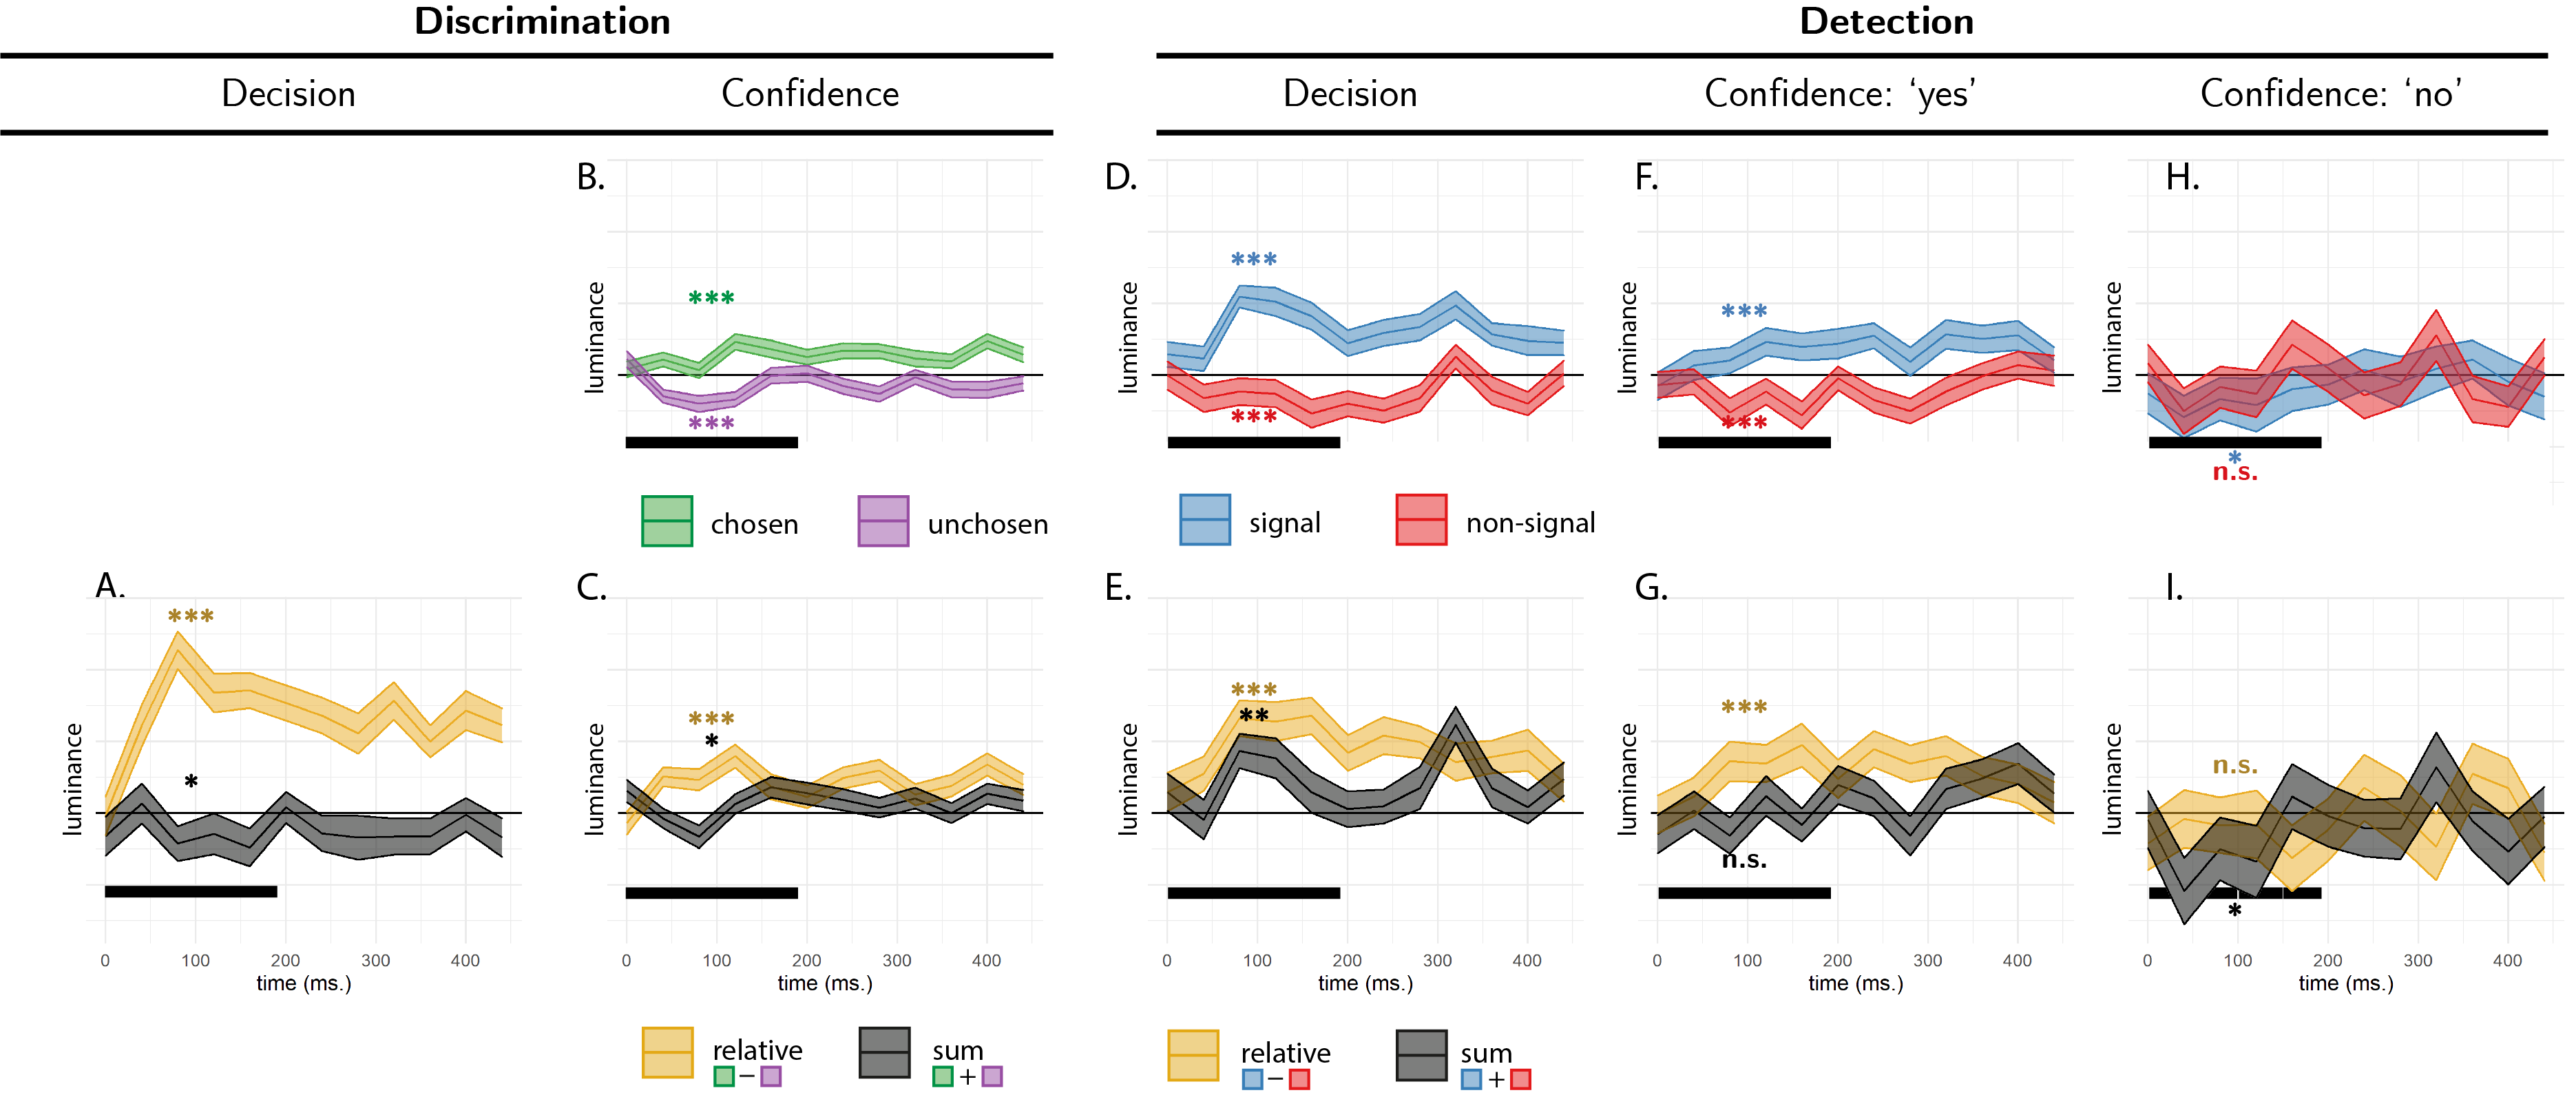 Discrimination
Detection
Decision
Confidence
Decision
Confidence: ‘yes’
Confidence: ‘no’
B.
D.
F.
H.
luminance
***
***
luminance
***
***
luminance
***
***
luminance
*
n.s.
chosen
unchosen
signal
non-signal
A.
C.
E.
G.
I.
luminance
***
*
luminance
***
*
luminance
***
**
luminance
***
n.s.
luminance
n.s.
*
0 100 200 300 400
0 100 200 300 400
0 100 200 300 400
0 100 200 300 400
0 100 200 300 400
time (ms.)
time (ms.)
time (ms.)
time (ms.)
time (ms.)
relative
−
sum
+
relative
−
sum
+